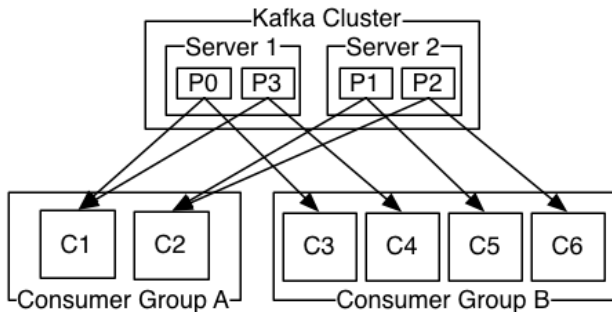 Kafka Cluster
Server 1 Server 2
P0 P3 P1 P2
C1 C2 C3 C4 C5 C6
Consumer Group A Consumer Group B